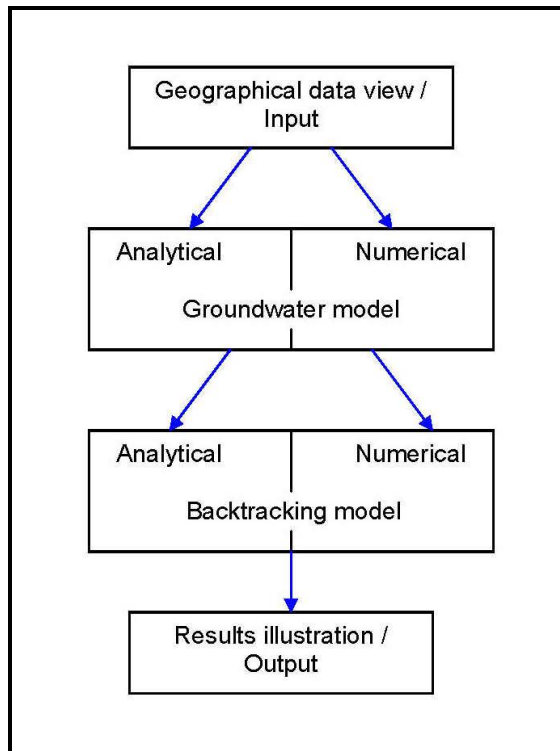 Geographical data view /
Input
Analytical Numerical
Groundwater model
Analytical Numerical
Backtracking model
Results illustration /
Output